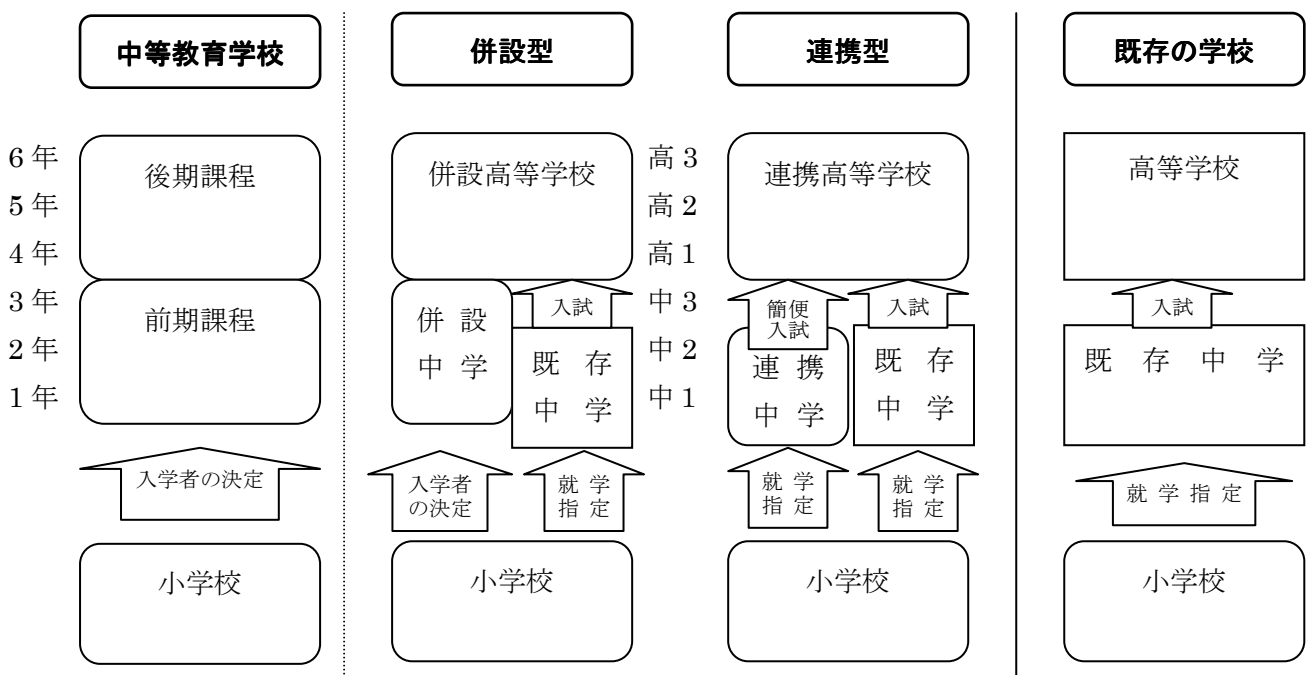 中等教育学校
併設型
連携型
既存の学校
6年
5年
4年
3年
2年
1年
後期課程
前期課程
入学者の決定
小学校
併設高等学校
併設
中学
入試
既存
中学
入学者
の決定
就学
指定
小学校
高3
高2
高1
中3
中2
中1
連携高等学校
簡便
入試
連携
中学
入試
既存
中学
就学
指定
就学
指定
小学校
高等学校
入試
既存中学
就学指定
小学校